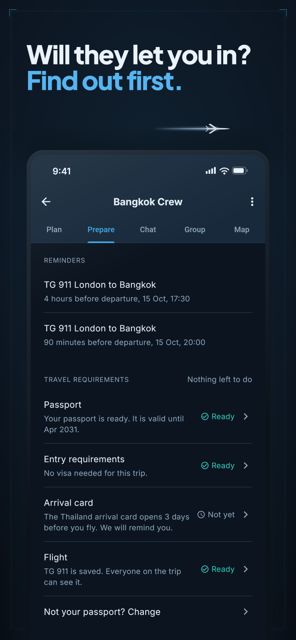 Will they let you in?
Find out first.
9:41
Bangkok Crew
Plan
Prepare
Chat
Group
Map
REMINDERS
TG 911 London to Bangkok
4 hours before departure, 15 Oct, 17:30
TG 911 London to Bangkok
90 minutes before departure, 15 Oct, 20:00
TRAVEL REQUIREMENTS
Nothing left to do
Passport
Your passport is ready. It is valid until
Apr 2031.
Ready
Entry requirements
No visa needed for this trip.
Ready
Arrival card
The Thailand arrival card opens 3 days
before you fly. We will remind you.
Not yet
Flight
TG 911 is saved. Everyone on the trip
can see it.
Ready
Not your passport? Change